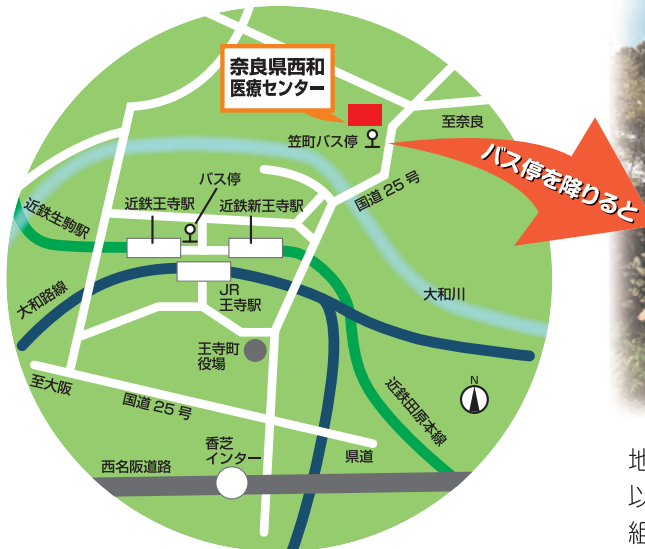 奈良県西和
医療センター
笠町バス停
至奈良
バス停を降りると
国道25号
バス停
近鉄王寺駅
近鉄新王寺駅
近鉄生駒駅
大和路線
JR
王寺駅
大和川
王寺町
役場
至大阪
国道25号
N
近鉄田原本線
香芝
インター
県道
西名阪道路
地
以
組